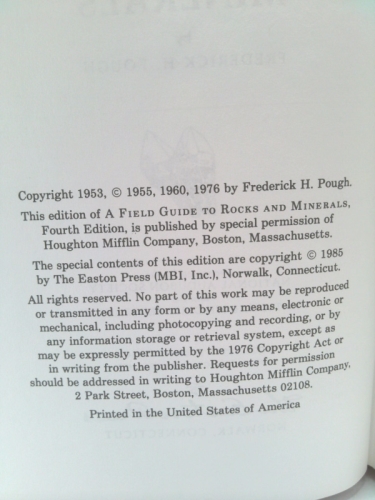 Copyright 1953, © 1955, 1960, 1976 by Frederick H. Pough.
This edition of A FIELD GUIDE TO ROCKS AND MINERALS,
Fourth Edition, is published by special permission of
Houghton Mifflin Company, Boston, Massachusetts.
The special contents of this edition are copyright © 1985
by The Easton Press (MBI, Inc.), Norwalk, Connecticut.
All rights reserved. No part of this work may be reproduced
or transmitted in any form or by any means, electronic or
mechanical, including photocopying and recording, or by
any information storage or retrieval system, except as
may be expressly permitted by the 1976 Copyright Act or
in writing from the publisher. Requests for permission
should be addressed in writing to Houghton Mifflin Company,
2 Park Street, Boston, Massachusetts 02108.
Printed in the United States of America